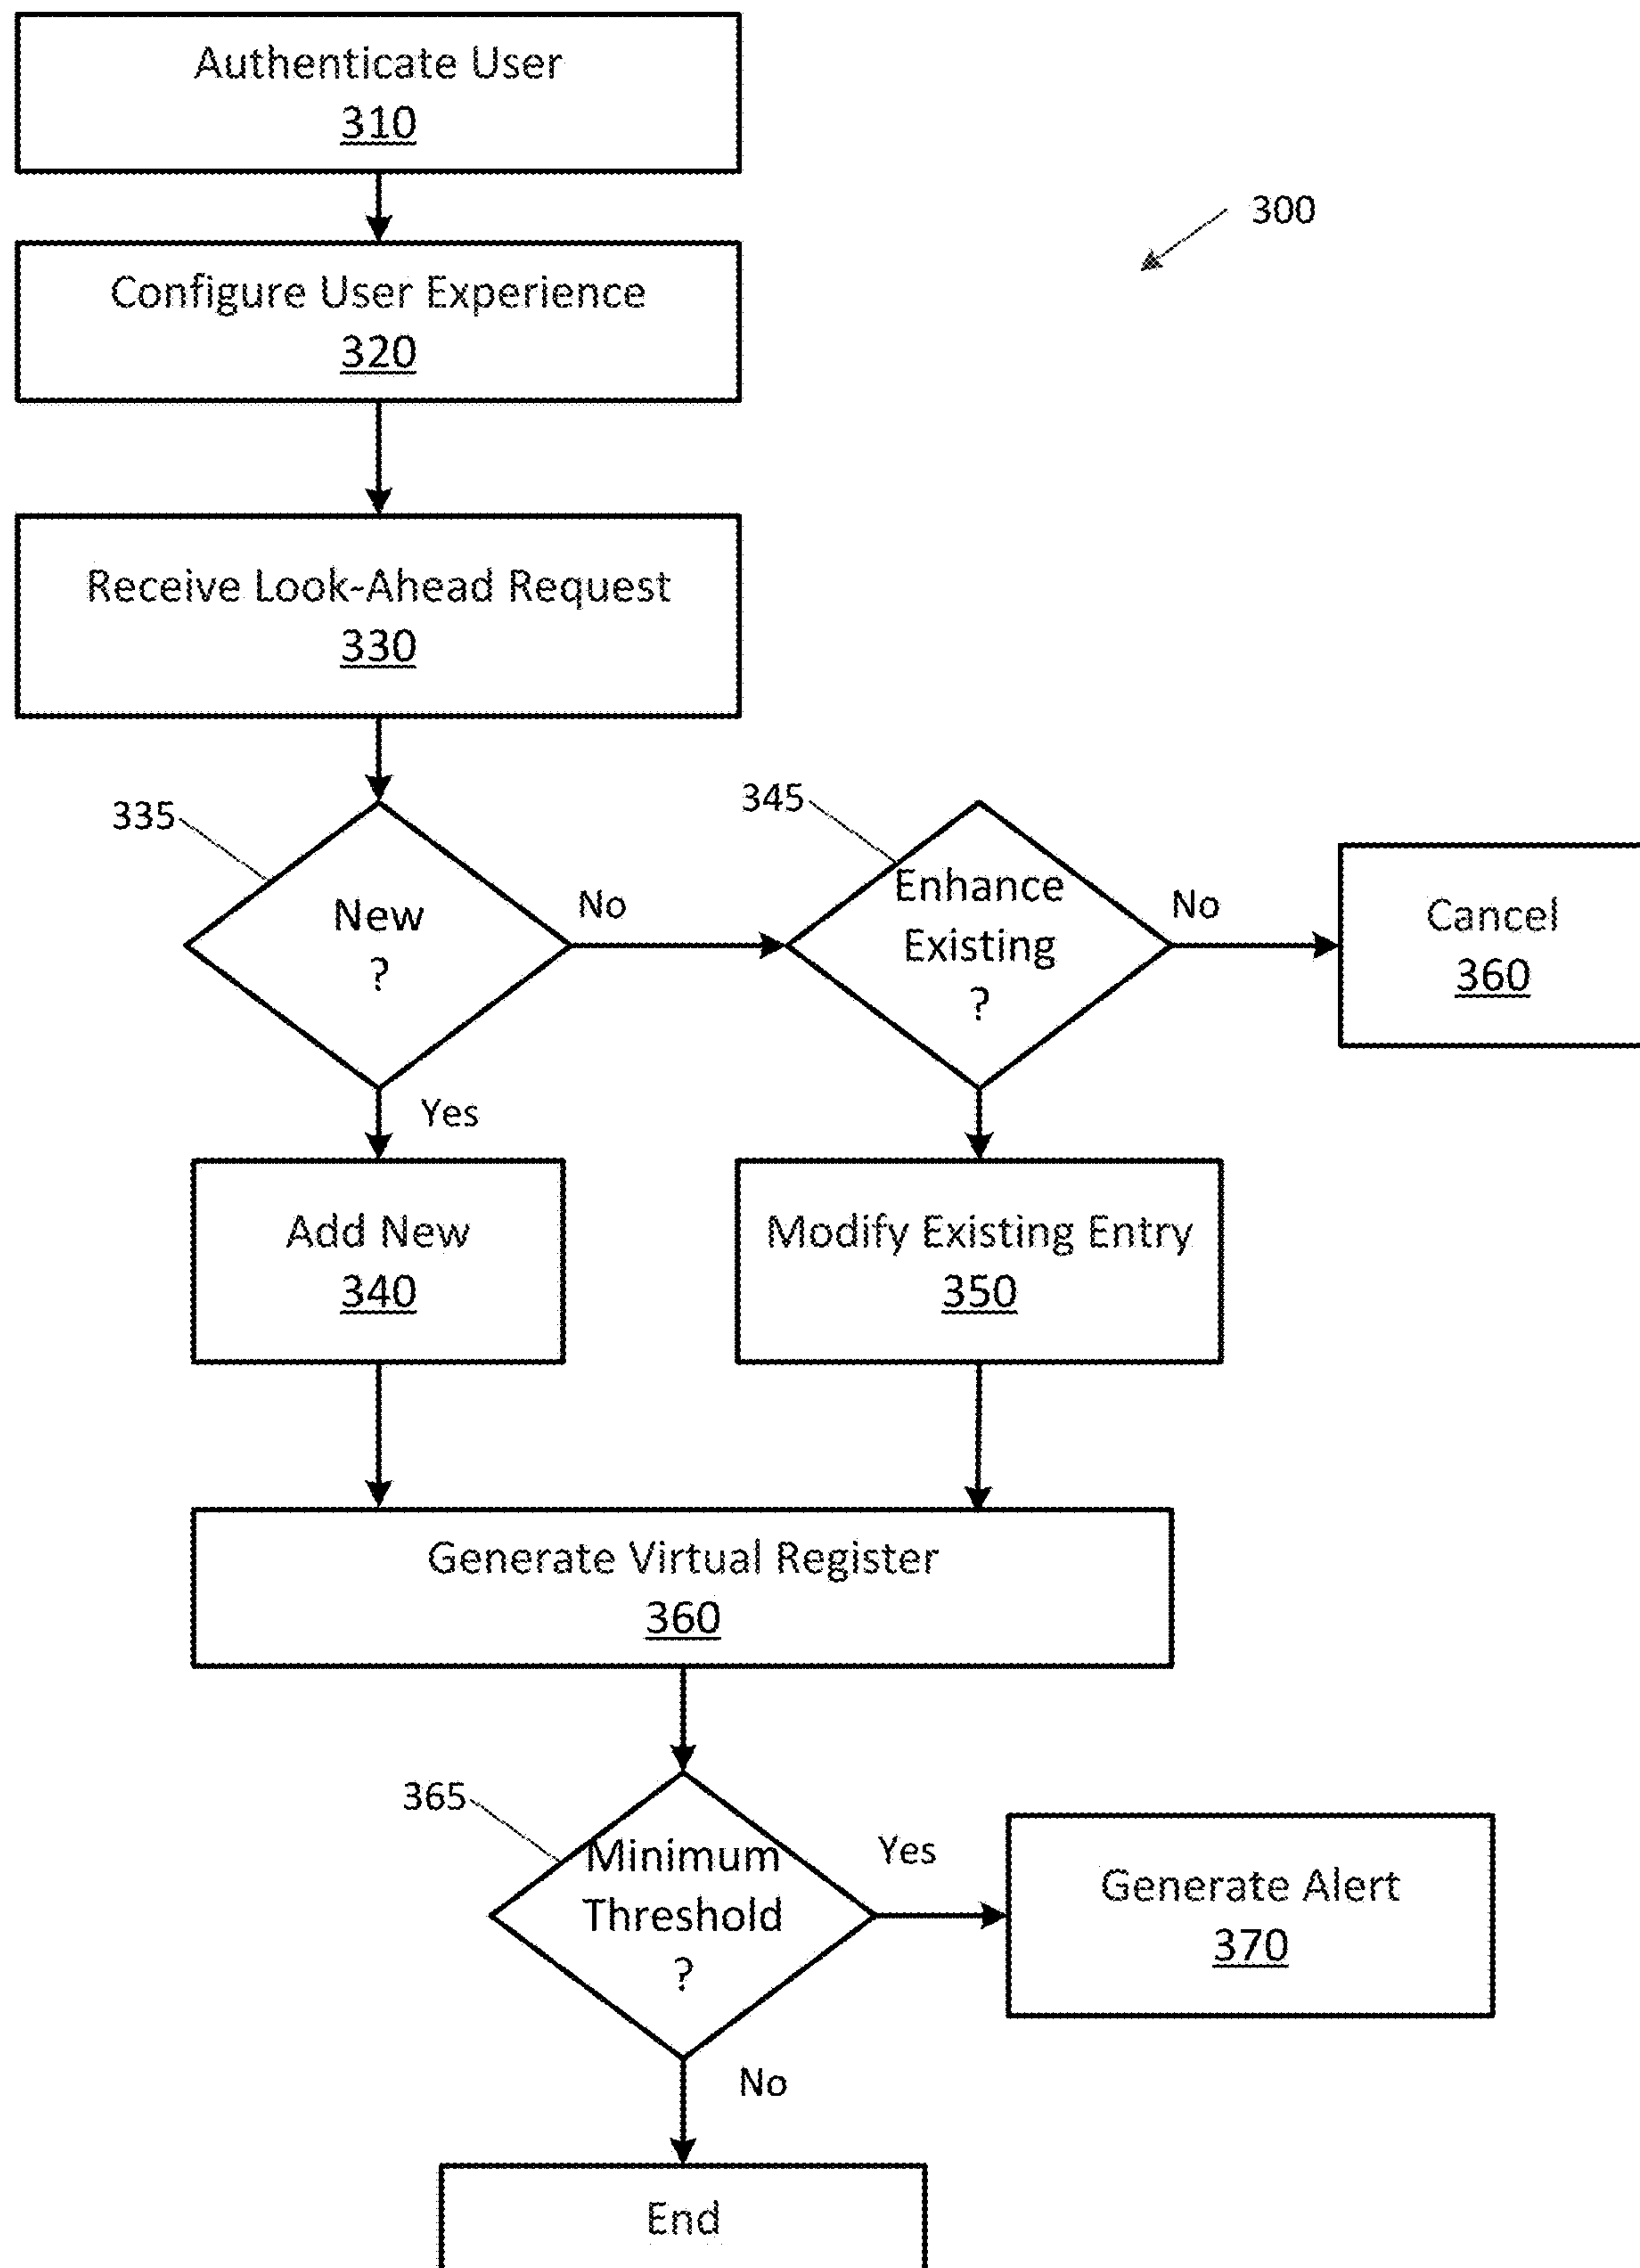 Authenticate User
310
300
Configure User Experience
320
Receive Look-Ahead Request
330
335
New
?
No
345
Enhance
Existing
?
No
Cancel
360
Yes
Add New
340
Modify Existing Entry
350
Generate Virtual Register
360
365
Minimum
Threshold
?
Yes
Generate Alert
370
No
End